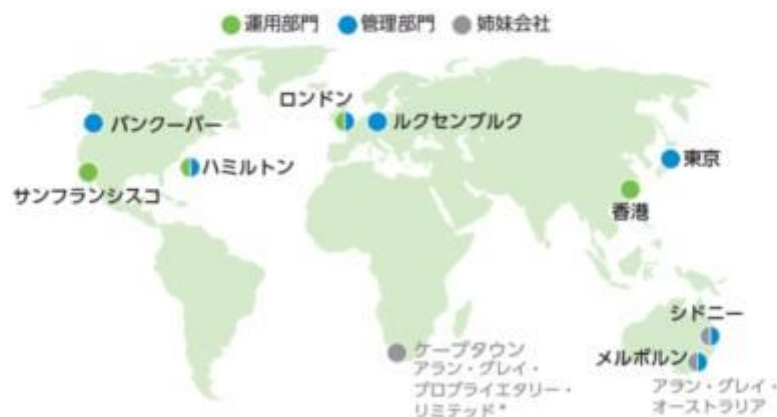 運用部門 管理部門 姉妹会社
ロンドン
バンクーバー
ルクセンブルク
ハミルトン
東京
サンフランシスコ
香港
シドニー
ケープタウン
アラン・グレイ・
プロプライエタリー・
リミテッド*
メルボルン
アラン・グレイ・
オーストラリア